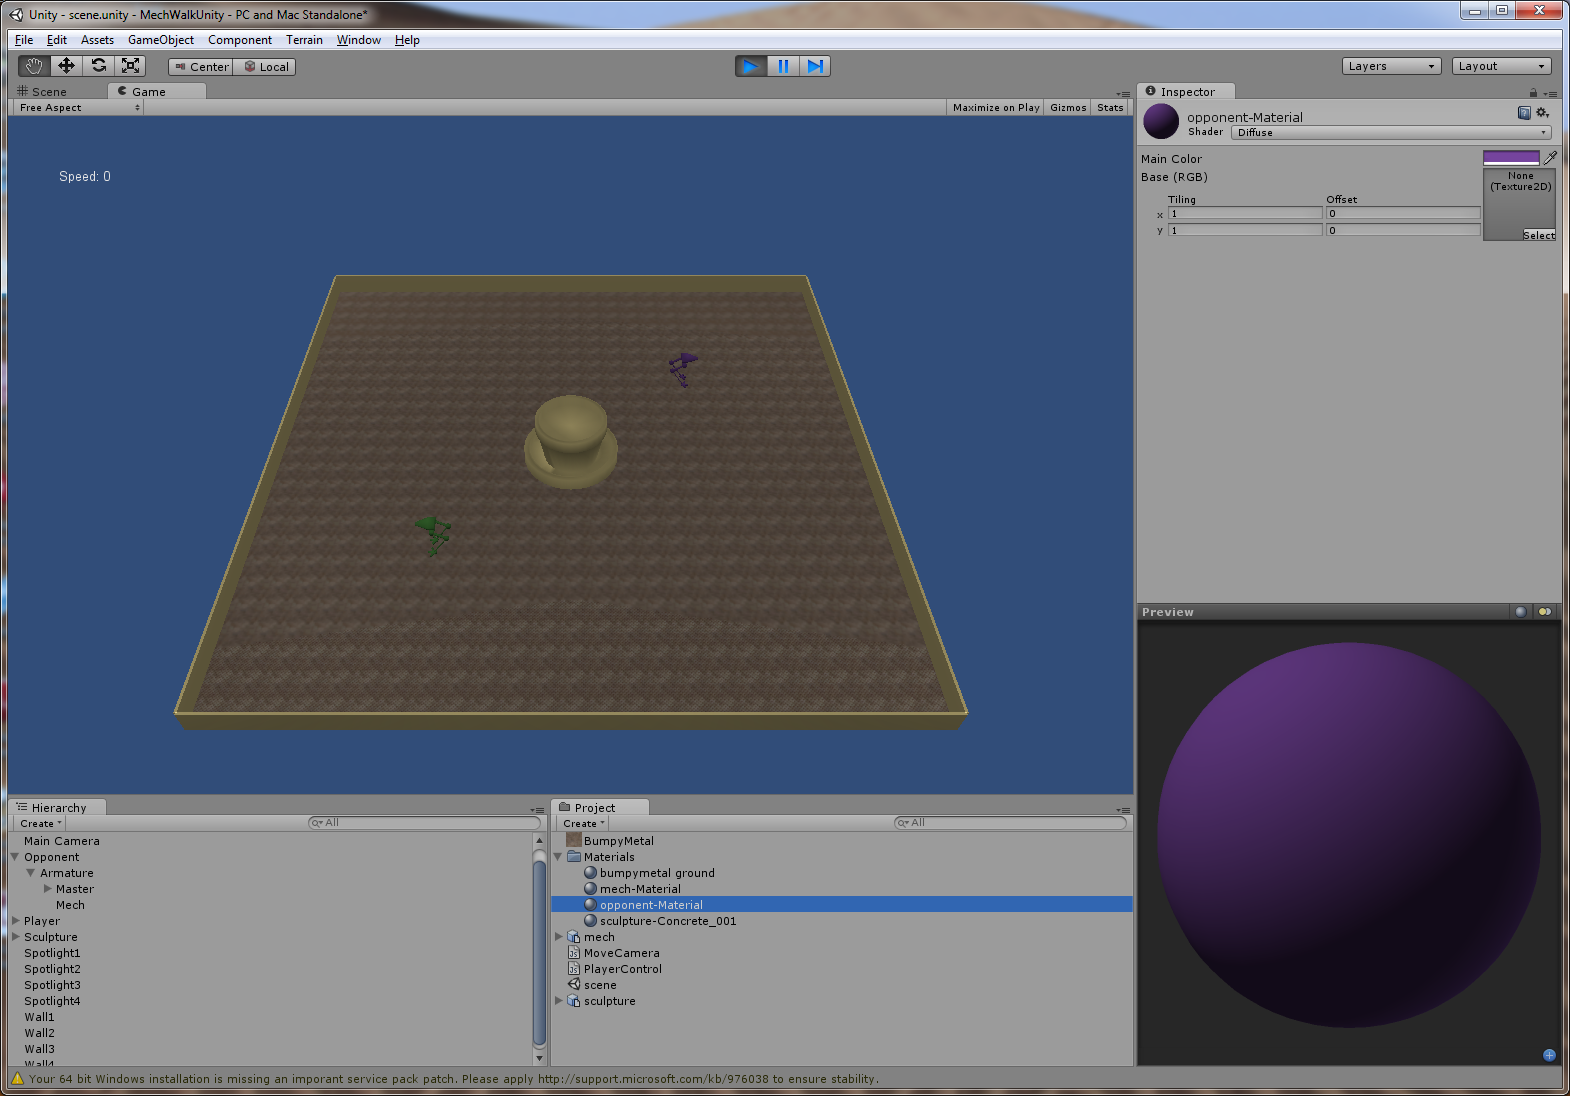 Unity - scene.unity - MechWalkUnity - PC and Mac Standalone*
File Edit Assets GameObject Component Terrain Window Help
Center Local
Layers Layout
Scene Game
Free Aspect
Maximize on Play Gizmos Stats
Speed: 0
Inspector
opponent-Material
Shader Diffuse
Main Color
Base (RGB)
None
(Texture2D)
Tiling Offset
x 1 0
y 1 0
Select
Preview
Hierarchy
Create All
Main Camera
Opponent
Armature
Master
Mech
Player
Sculpture
Spotlight1
Spotlight2
Spotlight3
Spotlight4
Wall1
Wall2
Wall3
Wall4
Project
Create All
BumpyMetal
Materials
bumpymetal ground
mech-Material
opponent-Material
sculpture-Concrete_001
mech
MoveCamera
PlayerControl
scene
sculpture
Your 64 bit Windows installation is missing an imporant service pack patch. Please apply http://support.microsoft.com/kb/976038 to ensure stability.